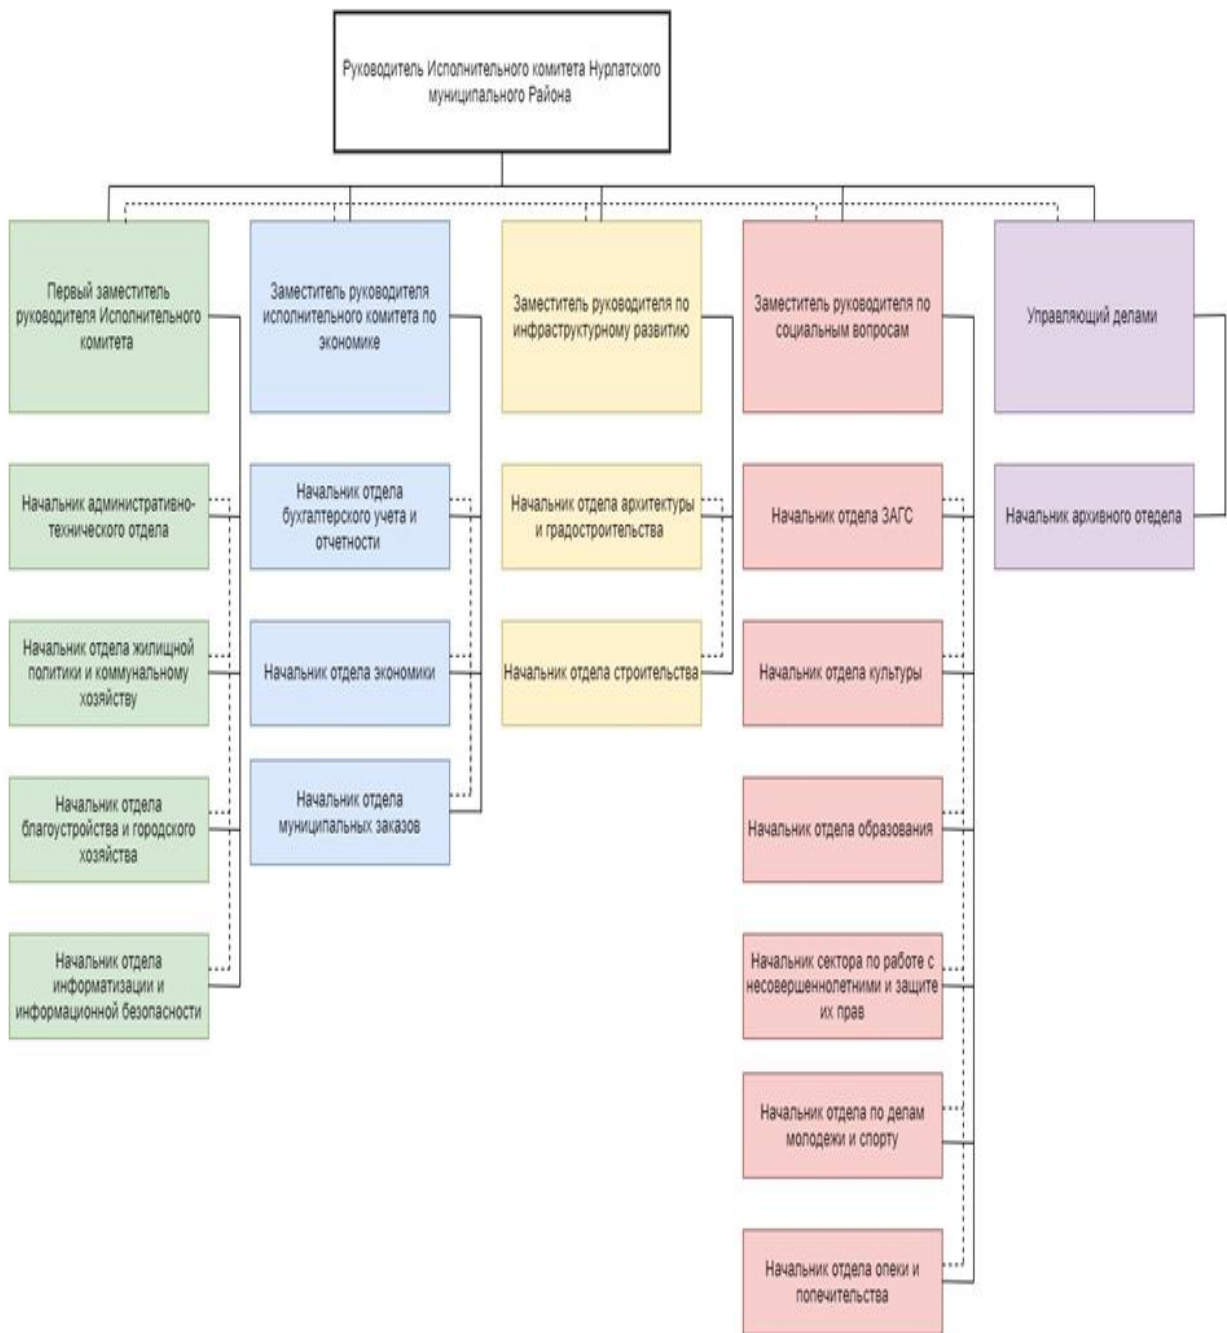 Руководитель Исполнительного комитета Нурлатского
муниципального Района
Первый заместитель
руководителя Исполнительного
комитета
Заместитель руководителя
исполнительного комитета по
экономике
Заместитель руководителя по
инфраструктурному развитию
Заместитель руководителя по
социальным вопросам
Управляющий делами
Начальник административно-
технического отдела
Начальник отдела
бухгалтерского учета и
отчетности
Начальник отдела архитектуры
и градостроительства
Начальник отдела ЗАГС
Начальник архивного отедела
Начальник отдела жилищной
политики и коммунальному
хозяйству
Начальник отдела экономики
Начальник отдела строительства
Начальник отдела культуры
Начальник отдела
благоустройства и городского
хозяйства
Начальник отдела
муниципальных заказов
Начальник отдела образования
Начальник отдела
информатизации и
информационной безопасности
Начальник сектора по работе с
несовершеннолетними и защите
их прав
Начальник отдела по делам
молодежи и спорту
Начальник отдела опеки и
попечительства